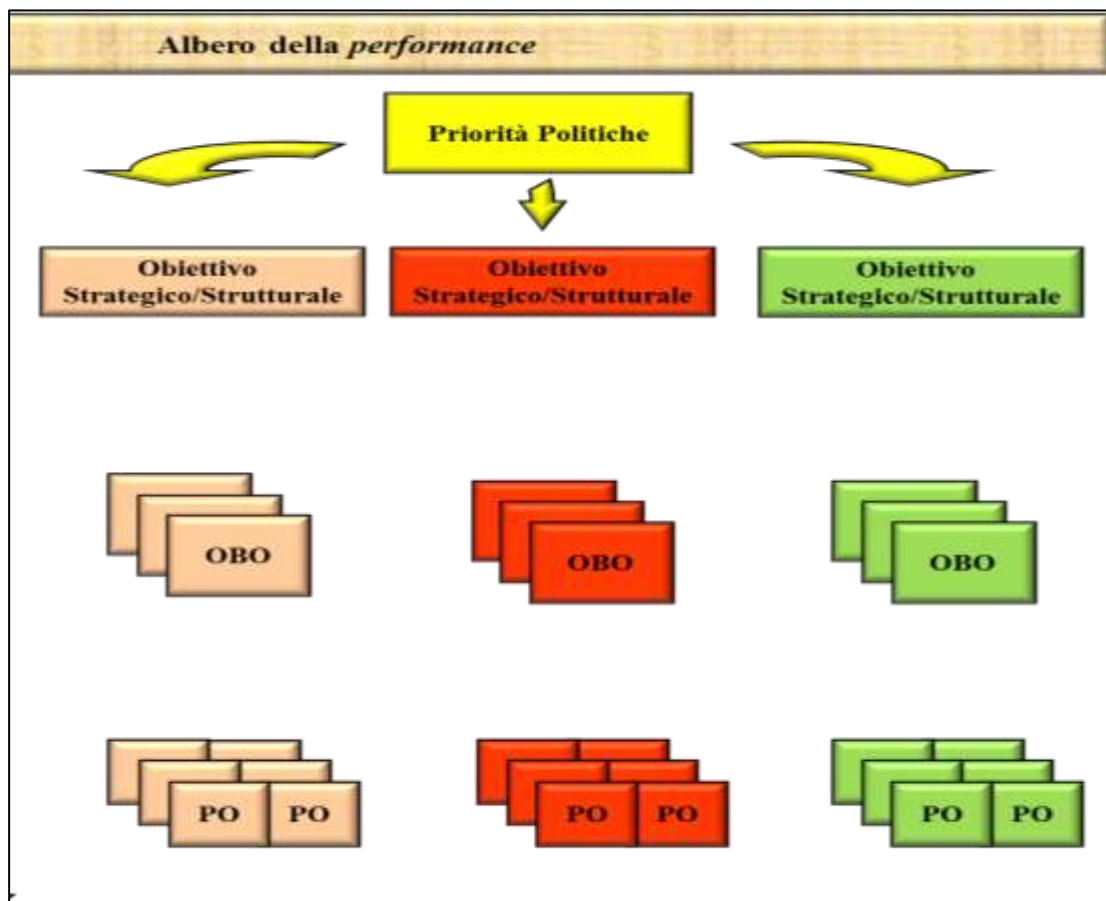 Albero della performance
Priorità Politiche
Obiettivo
Strategico/Strutturale
Obiettivo
Strategico/Strutturale
Obiettivo
Strategico/Strutturale
OBO
OBO
OBO
PO PO
PO PO
PO PO